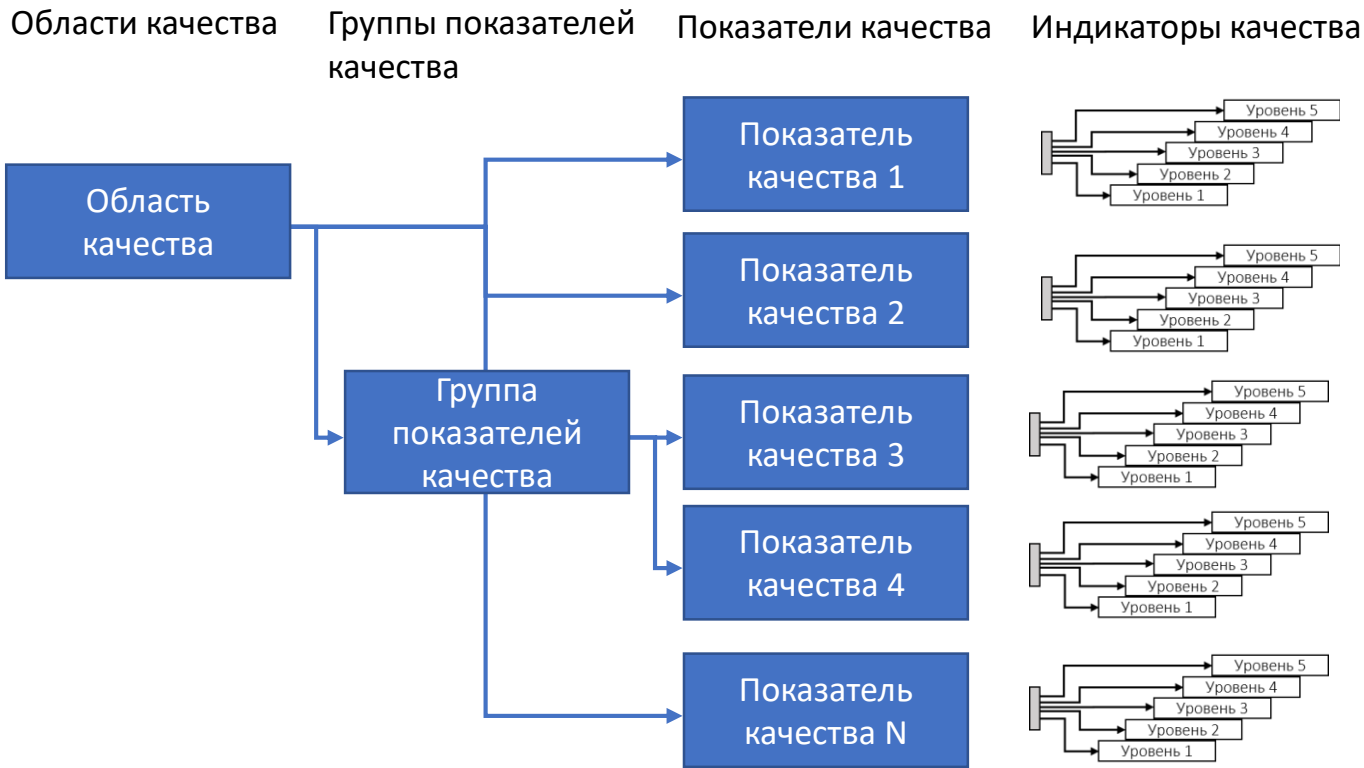 Области качества
Группы показателей
качества
Показатели качества
Индикаторы качества
Область
качества
Группа
показателей
качества
Показатель
качества 1
Уровень 5
Уровень 4
Уровень 3
Уровень 2
Уровень 1
Показатель
качества 2
Уровень 5
Уровень 4
Уровень 3
Уровень 2
Уровень 1
Показатель
качества 3
Уровень 5
Уровень 4
Уровень 3
Уровень 2
Уровень 1
Показатель
качества 4
Уровень 5
Уровень 4
Уровень 3
Уровень 2
Уровень 1
Показатель
качества N
Уровень 5
Уровень 4
Уровень 3
Уровень 2
Уровень 1